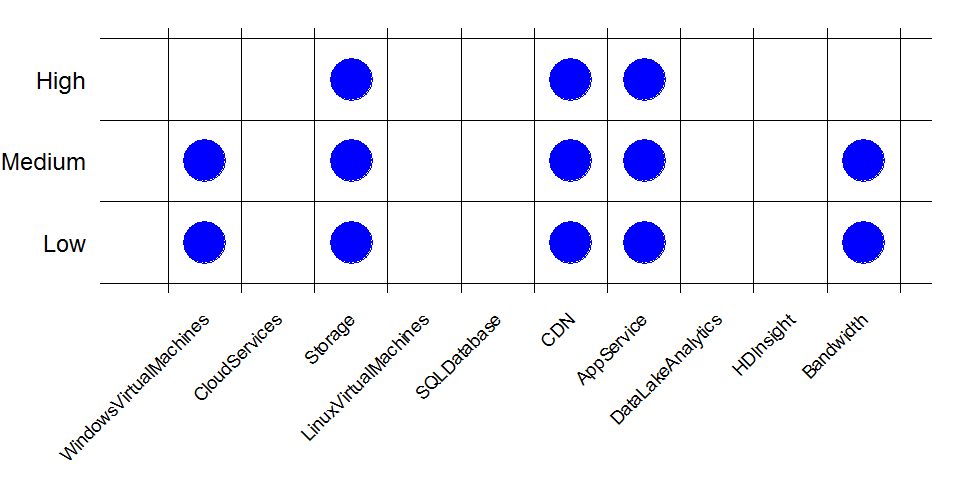 High
Medium
Low
WindowsVirtualMachines
CloudServices
Storage
LinuxVirtualMachines
SQLDatabase
CDN
AppService
DataLakeAnalytics
HDInsight
Bandwidth